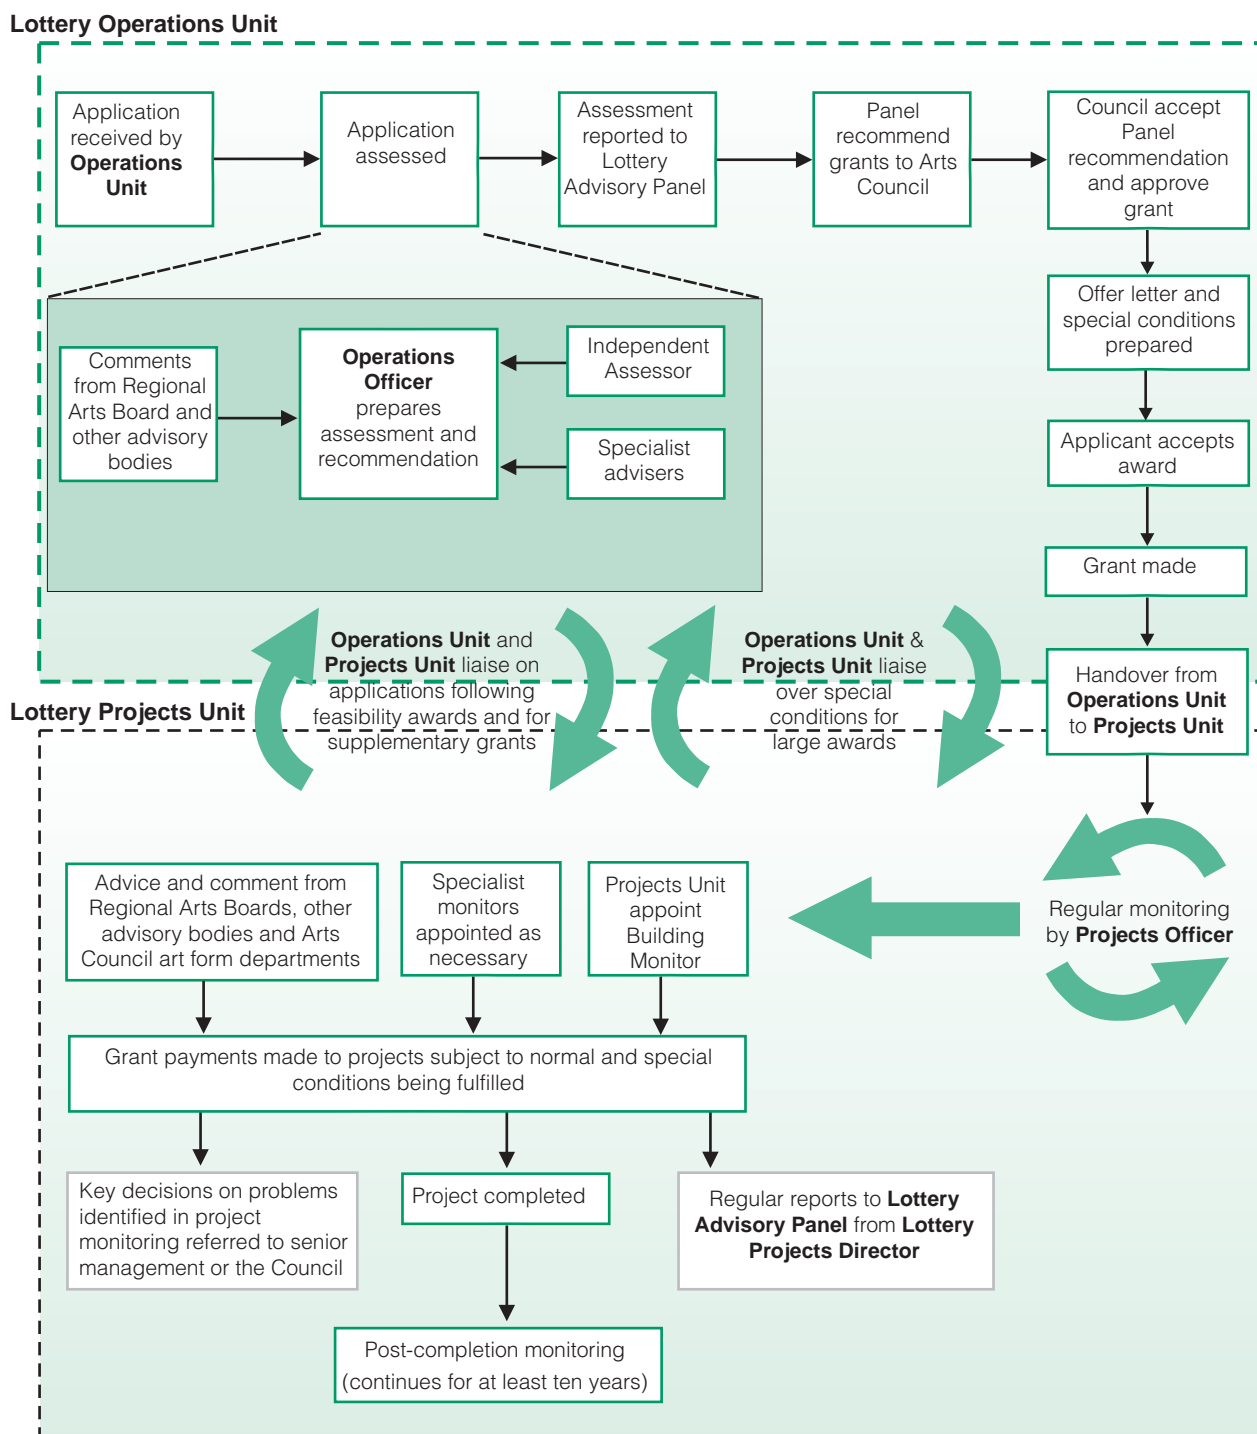 Lottery Operations Unit
Application
received by
Operations
Unit
Application
assessed
Assessment
reported to
Lottery
Advisory Panel
Panel
recommend
grants to Arts
Council
Council accept
Panel
recommendation
and approve
grant
Offer letter and
special conditions
prepared
Applicant accepts
award
Grant made
Comments
from Regional
Arts Board and
other advisory
bodies
Operations
Officer
prepares
assessment and
recommendation
Independent
Assessor
Specialist
advisers
Operations Unit and
Projects Unit liaise on
applications following
feasibility awards and for
supplementary grants
Operations Unit &
Projects Unit liaise
over special
conditions for
large awards
Handover from
Operations Unit
to Projects Unit
Lottery Projects Unit
Regular monitoring
by Projects Officer
Advice and comment from
Regional Arts Boards, other
advisory bodies and Arts
Council art form departments
Specialist
monitors
appointed as
necessary
Projects Unit
appoint
Building
Monitor
Grant payments made to projects subject to normal and special
conditions being fulfilled
Key decisions on problems
identified in project
monitoring referred to senior
management or the Council
Project completed
Regular reports to Lottery
Advisory Panel from Lottery
Projects Director
Post-completion monitoring
(continues for at least ten years)